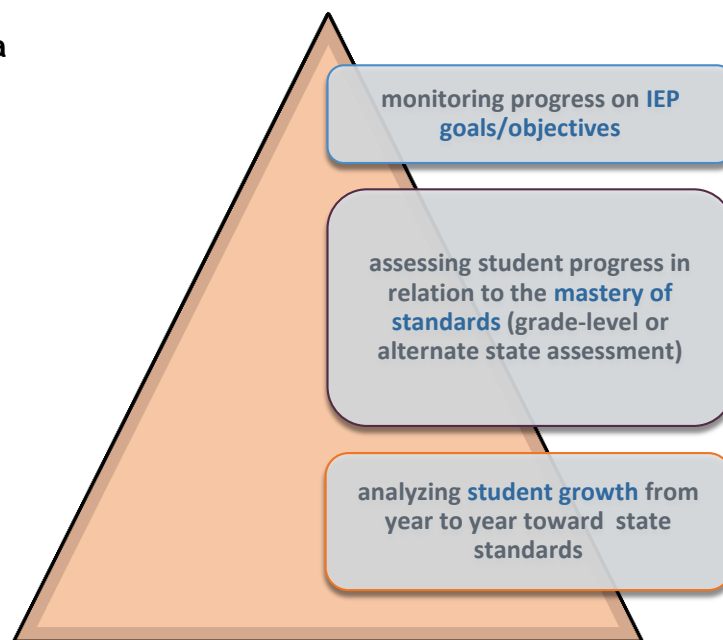 a
monitoring progress on IEP
goals/objectives
assessing student progress in
relation to the mastery of
standards (grade-level or
alternate state assessment)
analyzing student growth from
year to year toward state
standards